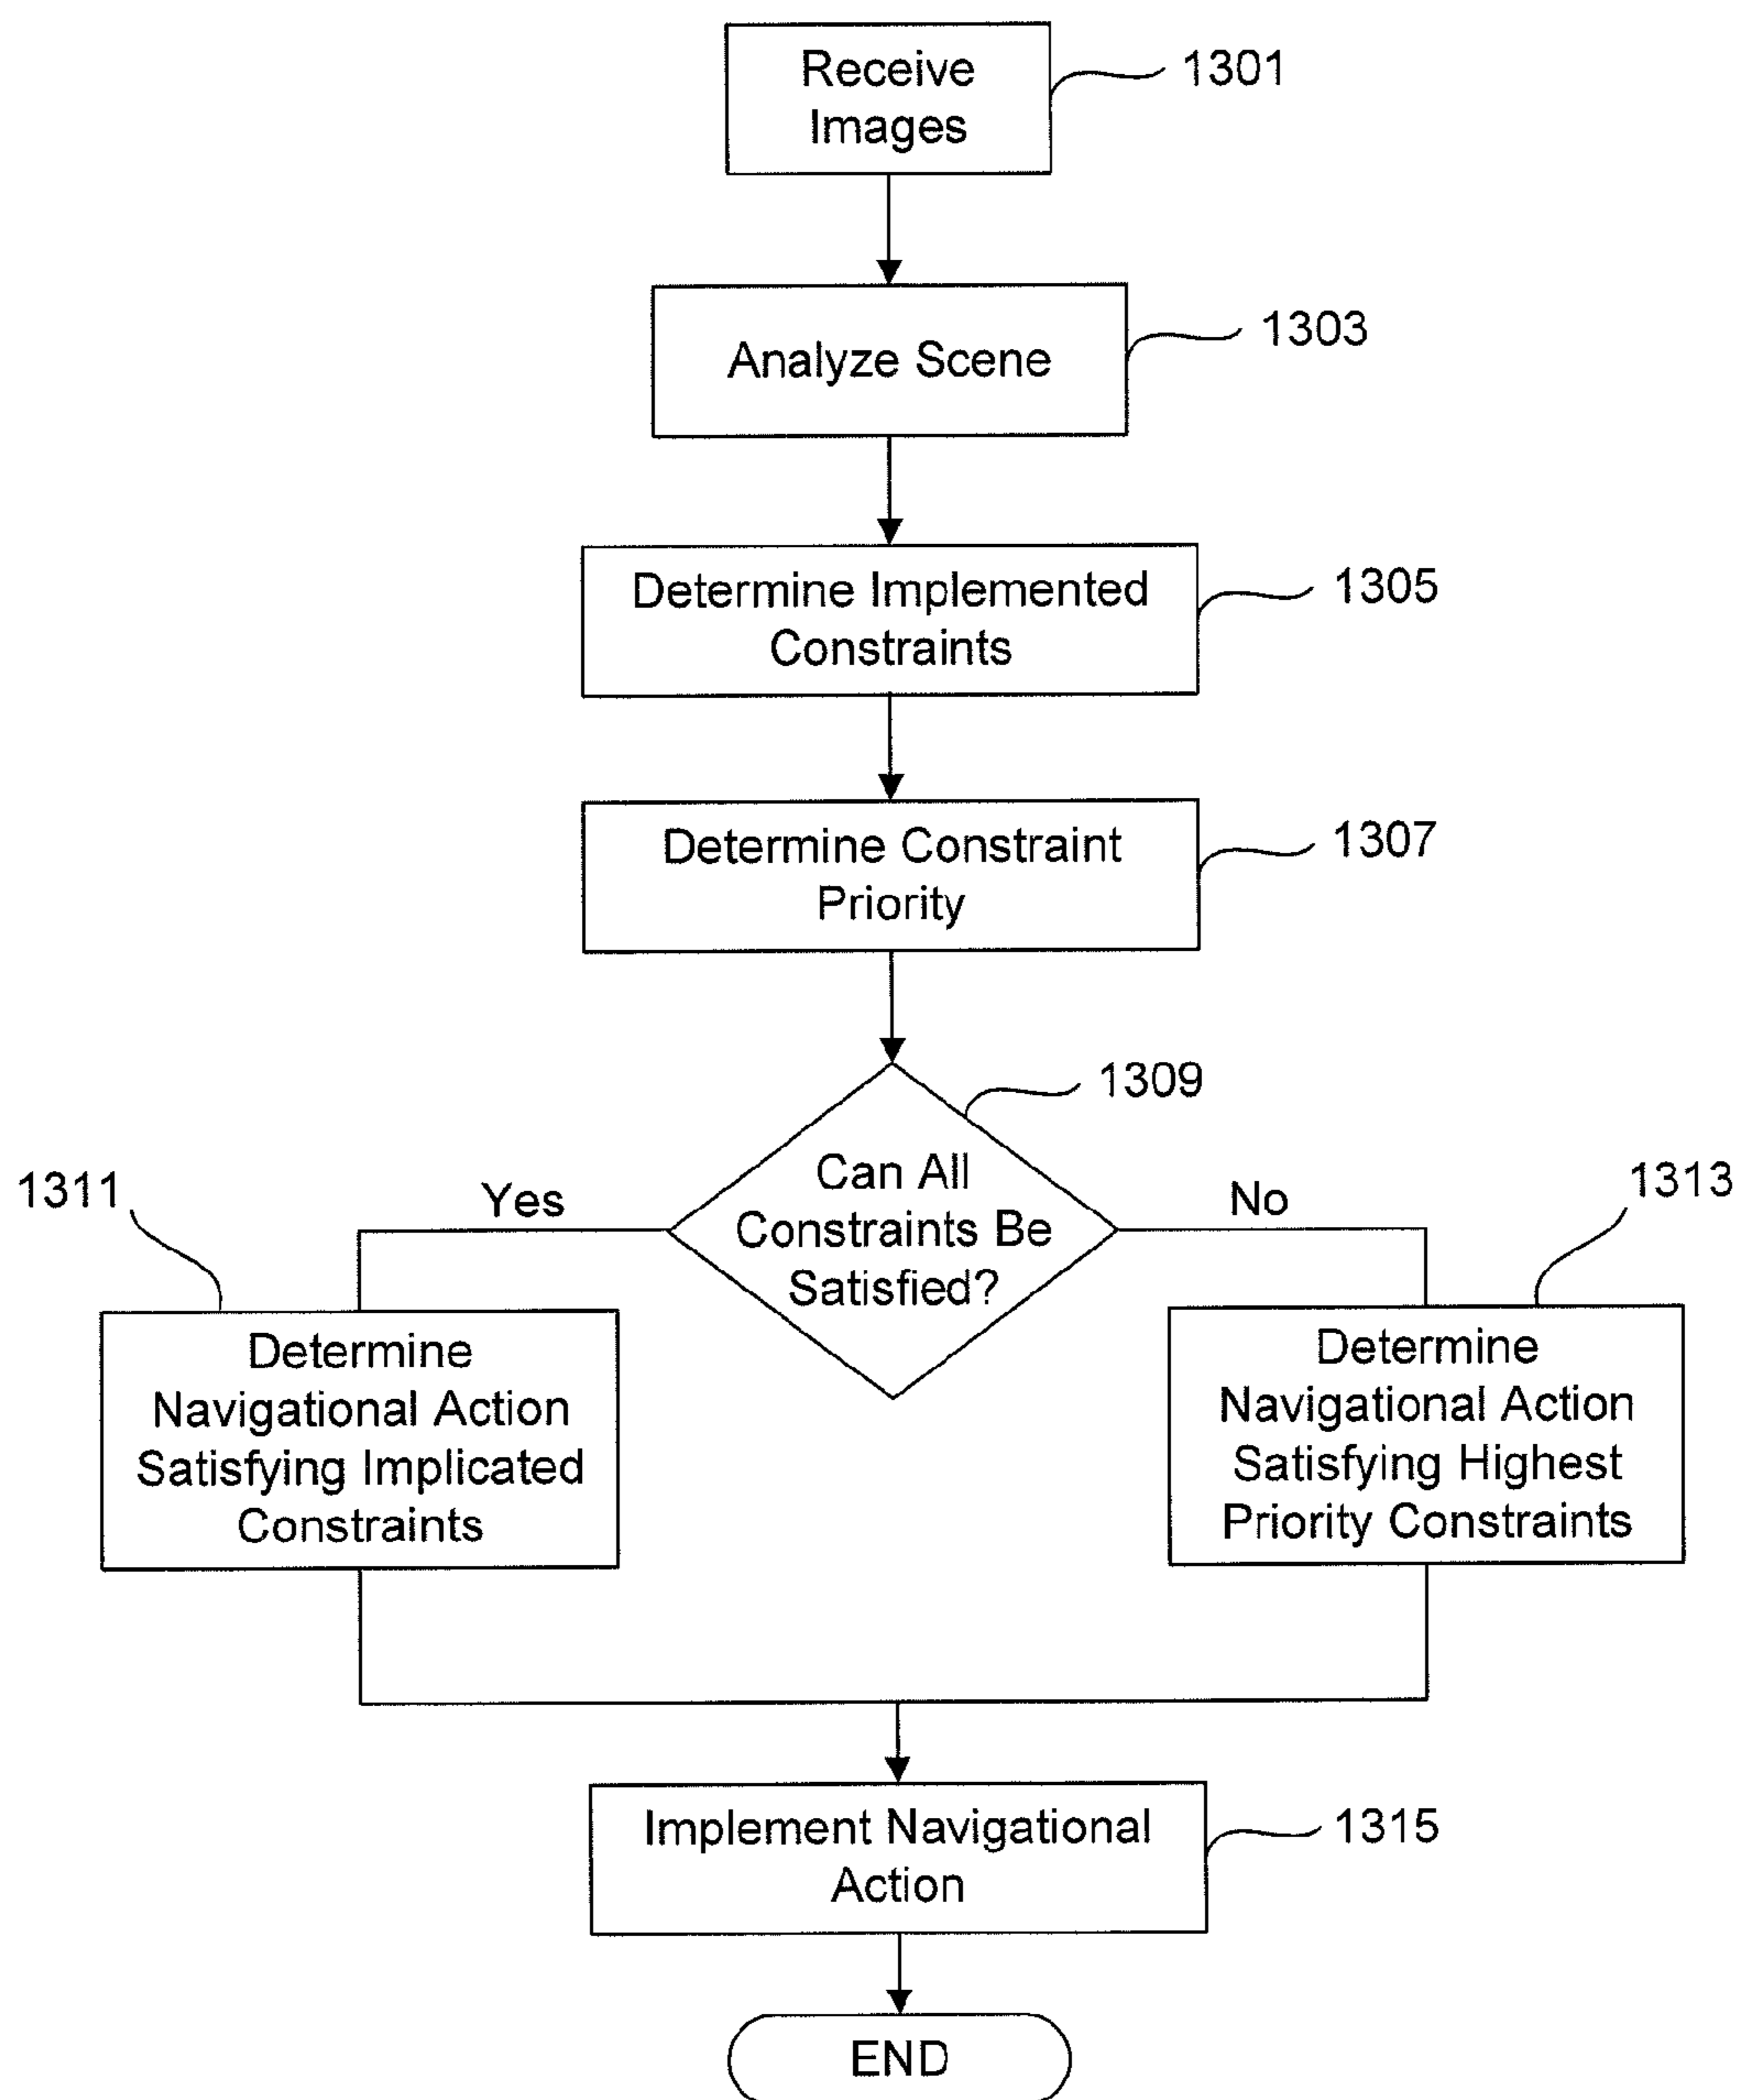 Receive
Images
1301
Analyze Scene
1303
Determine Implemented
Constraints
1305
Determine Constraint
Priority
1307
1309
Can All
Constraints Be
Satisfied?
Yes
No
1311
1313
Determine
Navigational Action
Satisfying Implicated
Constraints
Determine
Navigational Action
Satisfying Highest
Priority Constraints
Implement Navigational
Action
1315
END